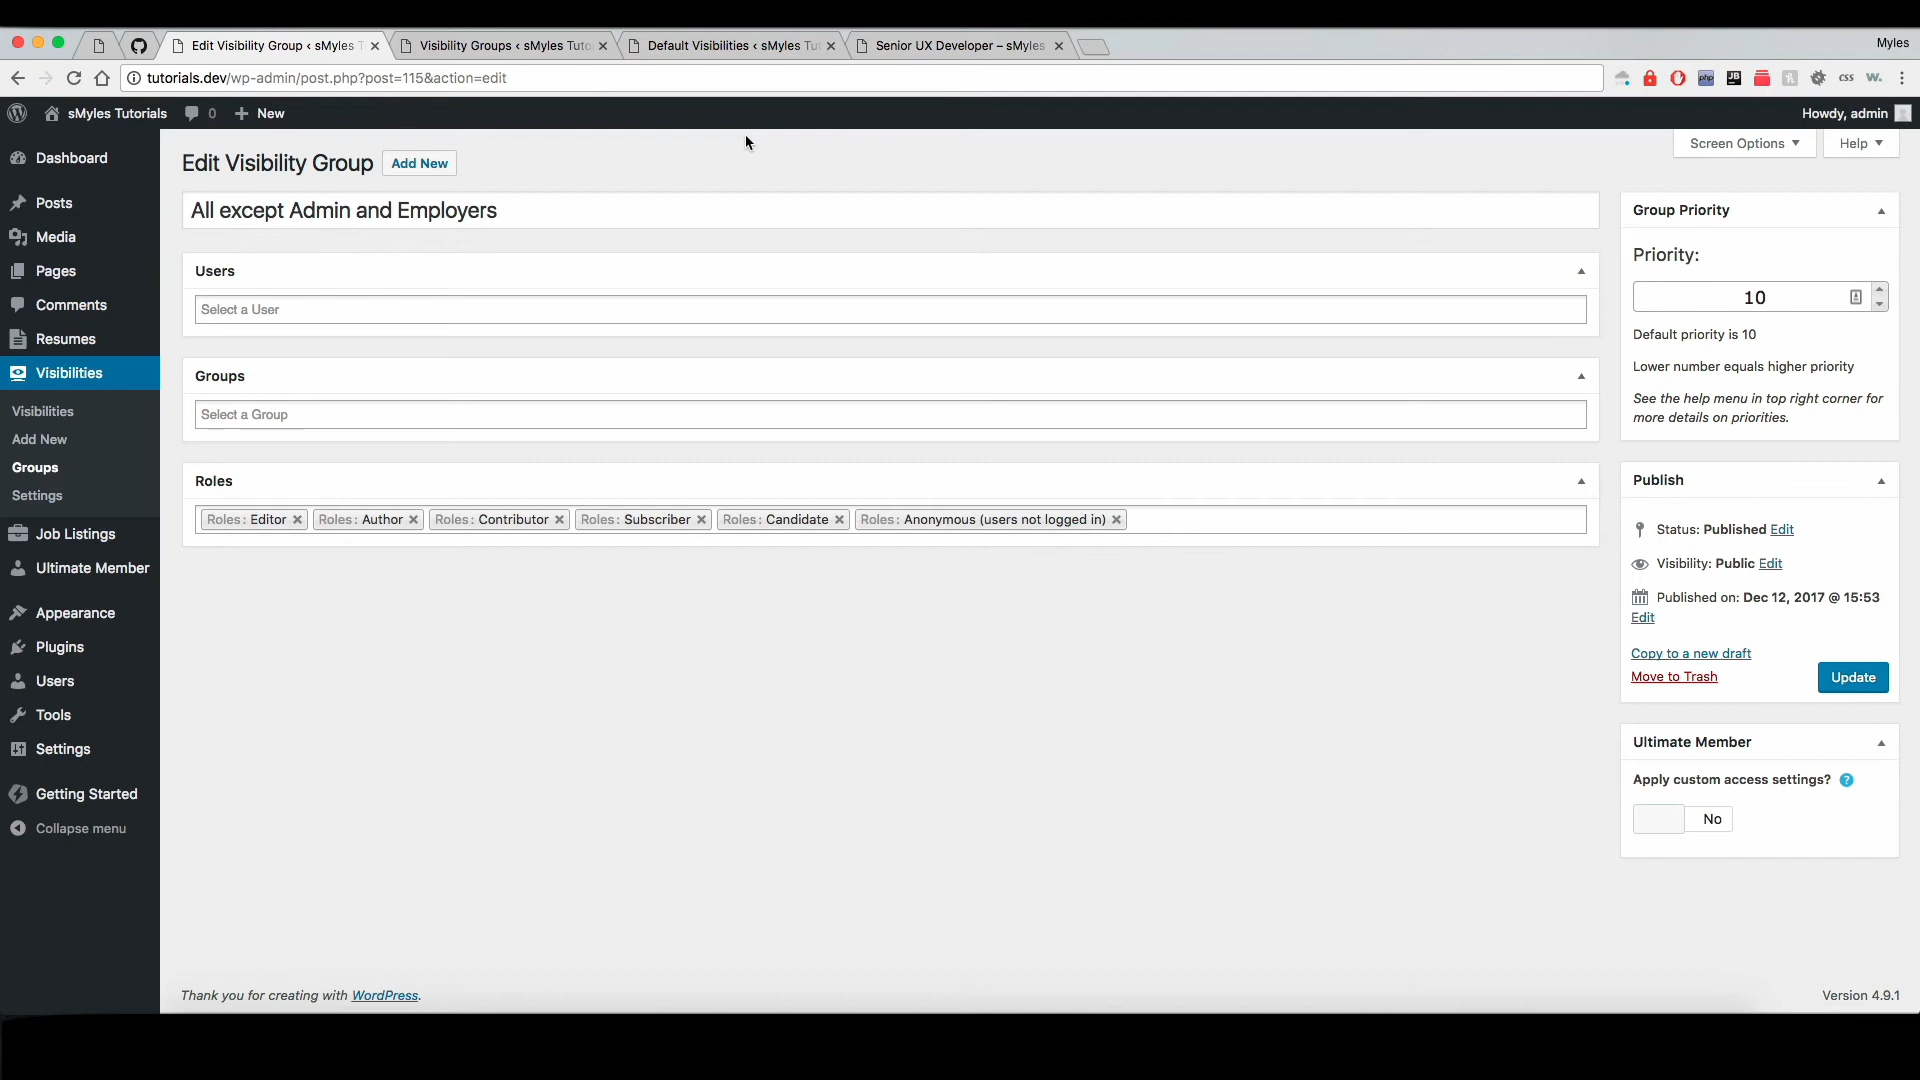 Edit Visibility Group ‹ sMyles T
Visibility Groups ‹ sMyles Tuto
Default Visibilities ‹ sMyles Tut
Senior UX Developer – sMyles
Myles
tutorials.dev/wp-admin/post.php?post=115&action=edit
php
JB
css
w.
sMyles Tutorials
0
New
Howdy, admin
Dashboard
Posts
Media
Pages
Comments
Resumes
Visibilities
Visibilities
Add New
Groups
Settings
Job Listings
Ultimate Member
Appearance
Plugins
Users
Tools
Settings
Getting Started
Collapse menu
Screen Options
Help
Edit Visibility Group
Add New
All except Admin and Employers
Users
Select a User
Groups
Select a Group
Roles
Roles: Editor
Roles: Author
Roles: Contributor
Roles: Subscriber
Roles: Candidate
Roles: Anonymous (users not logged in)
Group Priority
Priority:
10
Default priority is 10
Lower number equals higher priority
See the help menu in top right corner for
more details on priorities.
Publish
Status: Published Edit
Visibility: Public Edit
Published on: Dec 12, 2017 @ 15:53
Edit
Copy to a new draft
Move to Trash
Update
Ultimate Member
Apply custom access settings? ?
No
Thank you for creating with WordPress.
Version 4.9.1